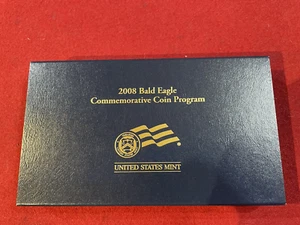 2008 Bald Eagle
Commemorative Coin Program
UNITED STATES MINT